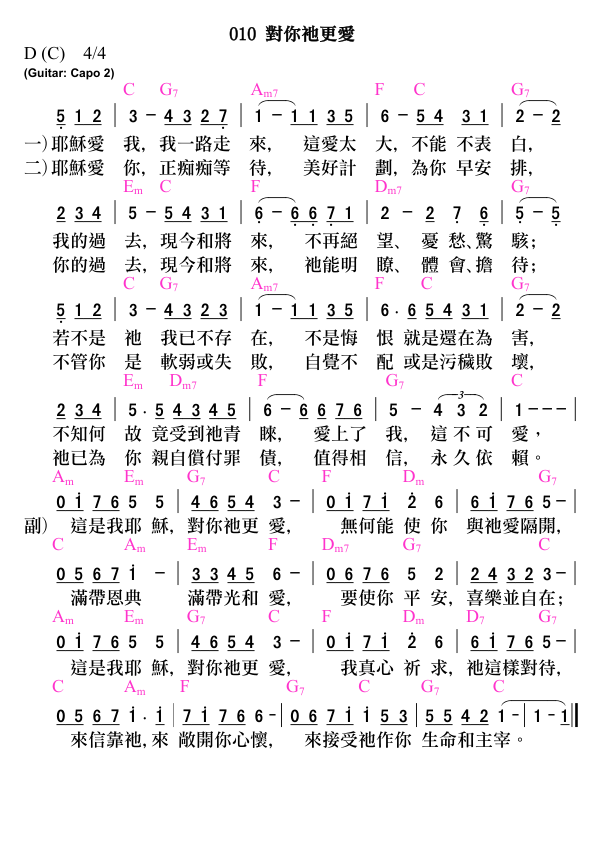 010 對你祂更愛
D (C) 4/4
(Guitar: Capo 2)
C G7 Am7 F C G7
5 1 2 | 3 - 4 3 2 7 | 1 - 1 1 3 5 | 6 - 5 4 3 1 | 2 - 2
一)耶穌愛 我, 我一路走 來, 這愛太 大, 不能 不表 白,
二)耶穌愛 你, 正痴痴等 待, 美好計 劃, 為你 早安 排,
Em C F Dm7 G7
2 3 4 | 5 - 5 4 3 1 | 6 - 6 6 7 1 | 2 - 2 7 6 | 5 - 5
我的過 去, 現今和將 來, 不再絕 望、 憂 愁、驚 駭;
你的過 去, 現今和將 來, 祂能明 瞭、 體 會、擔 待;
C G7 Am7 F C G7
5 1 2 | 3 - 4 3 2 3 | 1 - 1 1 3 5 | 6 . 6 5 4 3 1 | 2 - 2
若不是 祂 我已不存 在, 不是悔 恨 就是還在為 害,
不管你 是 軟弱或失 敗, 自覺不 配 或是污穢敗 壞,
Em Dm7 F G7 C
2 3 4 | 5 . 5 4 3 4 5 | 6 - 6 6 7 6 | 5 - 4 3 2 | 1 - - - |
3
不知何 故 竟受到祂青 睞, 愛上了 我, 這 不 可 愛,
祂已為 你 親自償付罪 債, 值得相 信, 永 久 依 賴。
Am Em G7 C F Dm G7
0 1 7 6 5 5 | 4 6 5 4 3 - | 0 1 7 1 2 6 | 6 1 7 6 5 - |
副) 這是我耶 穌, 對你祂更 愛, 無何能 使 你 與祂愛隔開,
C Am Em F Dm7 G7 C
0 5 6 7 1 - | 3 3 4 5 6 - | 0 6 7 6 5 2 | 2 4 3 2 3 - |
滿帶恩典 滿帶光和 愛, 要使你 平 安, 喜樂並自在;
Am Em G7 C F Dm D7 G7
0 1 7 6 5 5 | 4 6 5 4 3 - | 0 1 7 1 2 6 | 6 1 7 6 5 - |
這是我耶 穌, 對你祂更 愛, 我真心 祈 求, 祂這樣對待,
C Am F G7 C G7 C
0 5 6 7 1 . 1 | 7 1 7 6 6 - | 0 6 7 1 1 5 3 | 5 5 4 2 1 - | 1 - 1 ||
來信靠祂, 來 敞開你心懷, 來接受祂作你 生命和主宰。